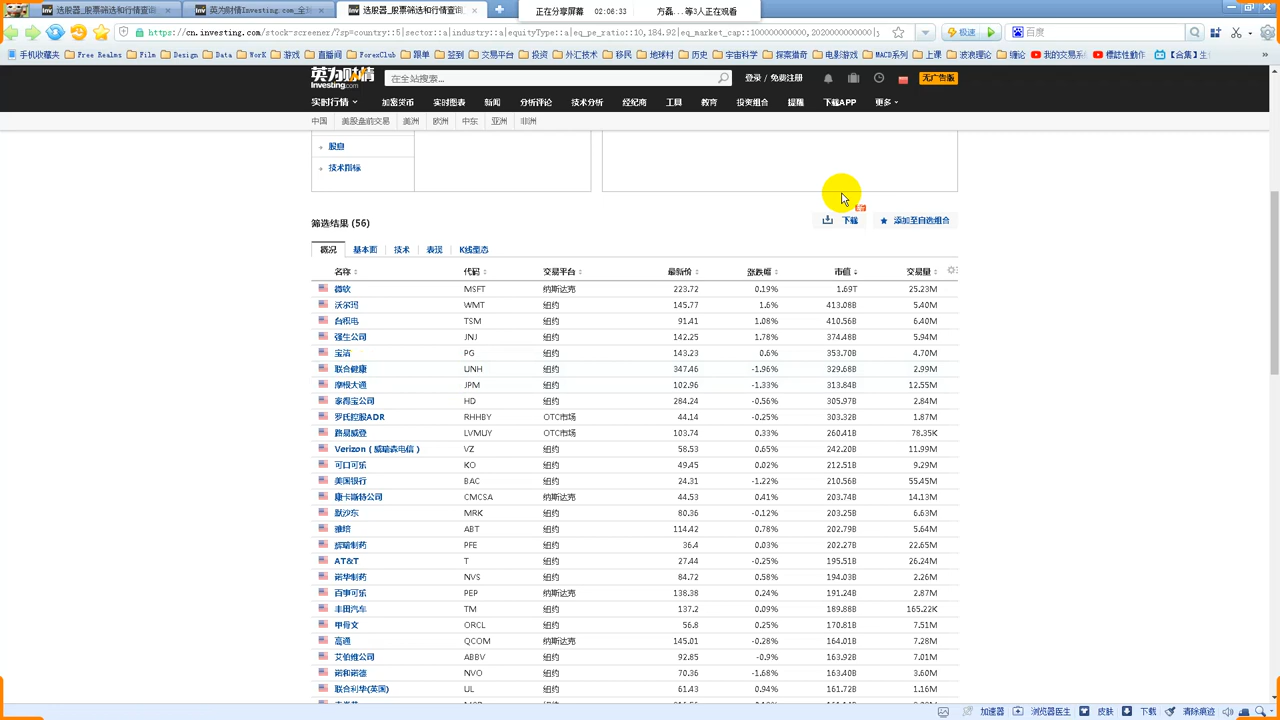 选股器_股票筛选和行情查询 × 英为财情Investing.com_全 × 选股器_股票筛选和行情查询 ×
正在分享屏幕 02:06:33 方磊...等3人正在观看
https://cn.investing.com/stock-screener/?sp=country::5|sector::a|industry::a|equityType::a|eq_pe_ratio::10,184.92|eq_market_cap::
极速
百度
手机收藏夹 Free Realms Film Design Data WorK 游戏 直播间 ForexClub 跟单 签到 交易平台 投资 外汇技术 移民 地球村 历史 宇宙科学 探索猎奇 电影游戏 MACD系列 上课 波浪理论 缠论 我的交易系 標誌性動作 【集锦】生
英为财情
Investing.com
在全站搜索...
登录 / 免费注册
无广告版
实时行情 加密货币 实时图表 新闻 分析评论 技术分析 经纪商 工具 教育 投资组合 提醒 下载APP 更多
中国 美股盘前交易 美洲 欧洲 中东 亚洲 非洲
股息
技术指标
筛选结果 (56)
下载
添加至自选组合
概况 基本面 技术 表现 K线型态
名称 代码 交易平台 最新价 涨跌幅 市值 交易量
微软 MSFT 纳斯达克 223.72 0.19% 1.69T 25.23M
沃尔玛 WMT 纽约 145.77 1.6% 413.08B 5.40M
台积电 TSM 纽约 91.41 1.08% 410.56B 6.40M
强生公司 JNJ 纽约 142.25 1.78% 374.48B 5.94M
宝洁 PG 纽约 143.23 0.6% 353.70B 4.70M
联合健康 UNH 纽约 347.46 -1.96% 329.68B 2.99M
摩根大通 JPM 纽约 102.96 -1.33% 313.84B 12.55M
家得宝公司 HD 纽约 284.24 -0.56% 305.97B 2.84M
罗氏控股ADR RHHBY OTC市场 44.14 -0.25% 303.32B 1.87M
路易威登 LVMUY OTC市场 103.74 0.33% 260.41B 78.35K
Verizon（威瑞森电信） VZ 纽约 58.53 0.65% 242.20B 11.99M
可口可乐 KO 纽约 49.45 0.02% 212.51B 9.29M
美国银行 BAC 纽约 24.31 -1.22% 210.56B 55.45M
康卡斯特公司 CMCSA 纳斯达克 44.53 0.41% 203.74B 14.13M
默沙东 MRK 纽约 80.36 -0.12% 203.25B 6.63M
雅培 ABT 纽约 114.42 0.78% 202.79B 5.64M
辉瑞制药 PFE 纽约 36.4 0.03% 202.27B 22.65M
AT&T T 纽约 27.44 -0.25% 195.51B 26.24M
诺华制药 NVS 纽约 84.72 0.58% 194.03B 2.26M
百事可乐 PEP 纳斯达克 138.38 0.24% 191.24B 2.87M
丰田汽车 TM 纽约 137.2 0.09% 189.88B 165.22K
甲骨文 ORCL 纽约 56.8 0.25% 170.81B 7.51M
高通 QCOM 纳斯达克 145.01 -0.28% 164.01B 7.28M
艾伯维公司 ABBV 纽约 92.85 -0.9% 163.92B 7.01M
诺和诺德 NVO 纽约 70.36 -1.68% 163.40B 3.60M
联合利华(英国) UL 纽约 61.43 0.94% 161.72B 1.16M
加速器 浏览器医生 皮肤 下载 清除痕迹